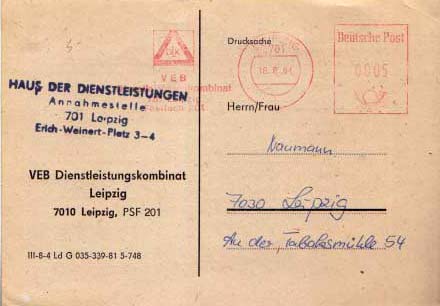 Drucksache
Deutsche Post
0005
701
VEB
HAUS DER DIENSTLEISTUNGEN
Annahmestelle
701 Leipzig
Erich-Weinert-Platz 3-4
Herrn/Frau
Naumann
VEB Dienstleistungskombinat
Leipzig
7010 Leipzig, PSF 201
7030 Leipzig
An der Tabaksmühle 54
III-8-4 Ld G 035-339-81 5-748